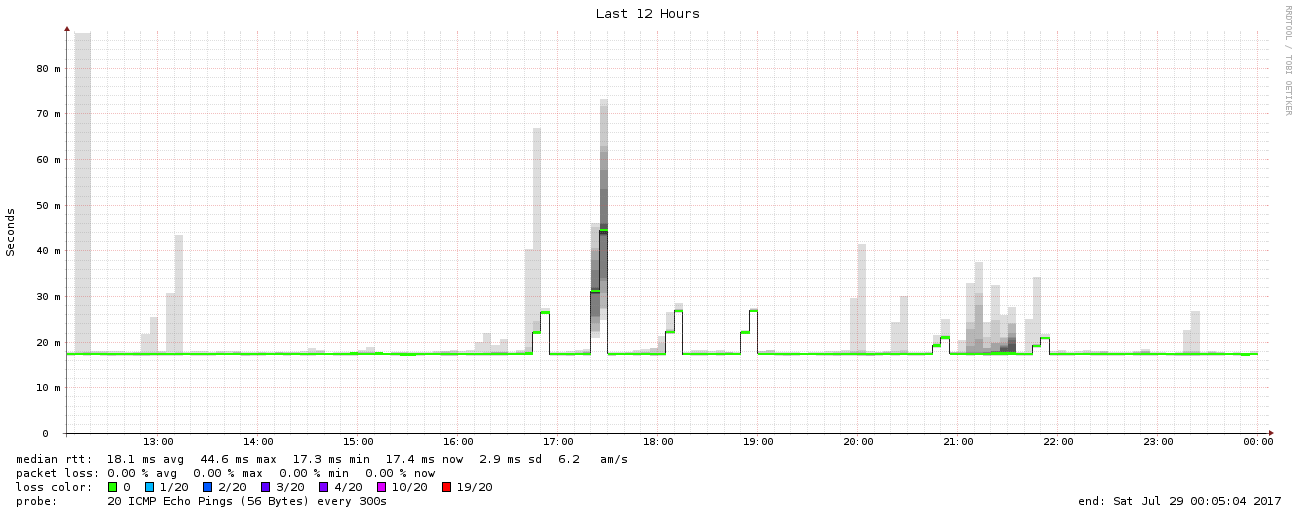 Last 12 Hours
RRDTOOL / TOBI OETIKER
Seconds
80 m
70 m
60 m
50 m
40 m
30 m
20 m
10 m
0
13:00 14:00 15:00 16:00 17:00 18:00 19:00 20:00 21:00 22:00 23:00 00:00
median rtt: 18.1 ms avg 44.6 ms max 17.3 ms min 17.4 ms now 2.9 ms sd 6.2 am/s
packet loss: 0.00 % avg 0.00 % max 0.00 % min 0.00 % now
loss color: 0 1/20 2/20 3/20 4/20 10/20 19/20
probe: 20 ICMP Echo Pings (56 Bytes) every 300s end: Sat Jul 29 00:05:04 2017